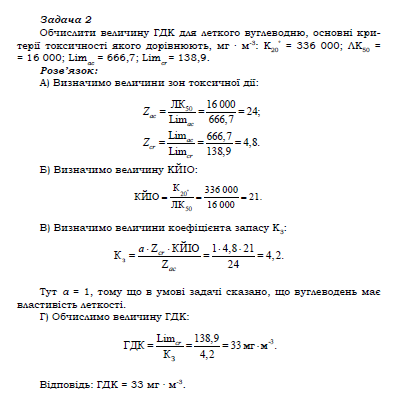 Задача 2
Обчислити величину ГДК для леткого вуглеводню, основні кри-
терії токсичності якого дорівнюють, мг · м⁻³: K₂₀° = 336 000; ЛК₅₀ =
= 16 000; Lim_ac = 666,7; Lim_cr = 138,9.
Розв’язок:
А) Визначимо величини зон токсичної дії:
Z_ac = ЛК₅₀ / Lim_ac = 16 000 / 666,7 = 24;
Z_cr = Lim_ac / Lim_cr = 666,7 / 138,9 = 4,8.
Б) Визначимо величину КЙІО:
КЙІО = K₂₀° / ЛК₅₀ = 336 000 / 16 000 = 21.
В) Визначимо величини коефіцієнта запасу К₃:
К₃ = a · Z_cr · КЙІО / Z_ac = 1 · 4,8 · 21 / 24 = 4,2.
Тут a = 1, тому що в умові задачі сказано, що вуглеводень має
властивість леткості.
Г) Обчислимо величину ГДК:
ГДК = Lim_cr / К₃ = 138,9 / 4,2 = 33 мг · м⁻³.
Відповідь: ГДК = 33 мг · м⁻³.